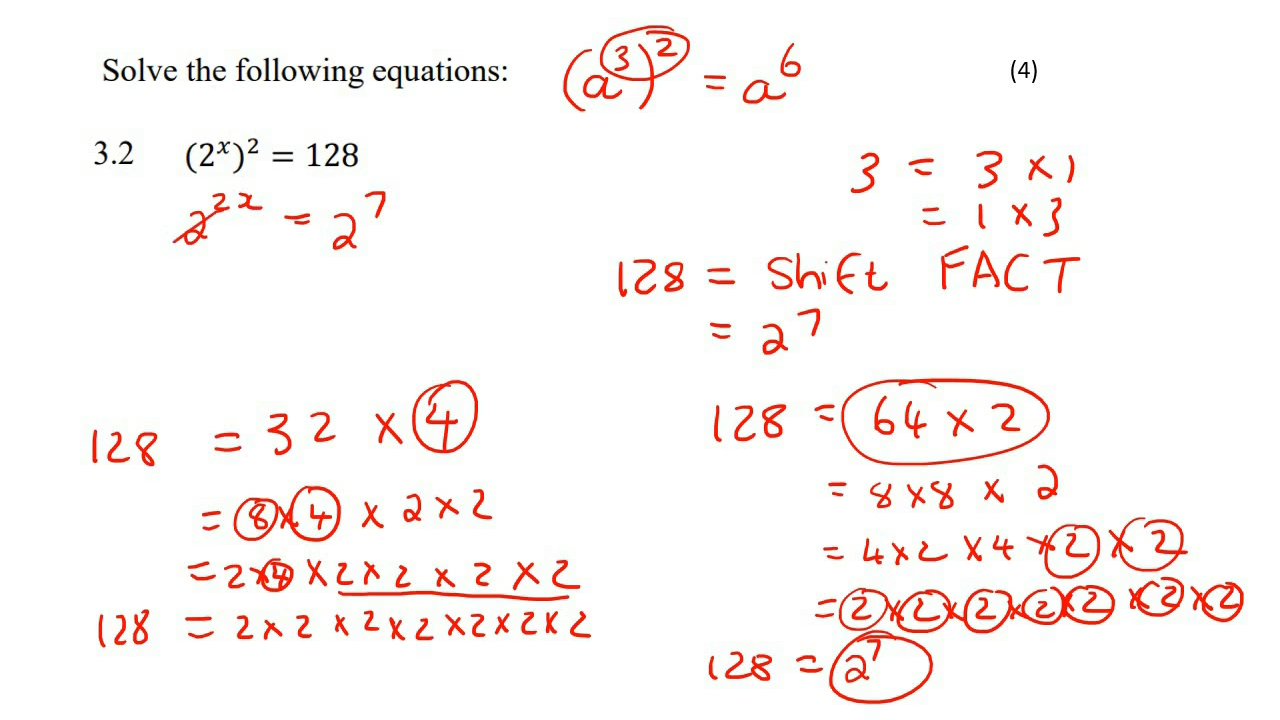 Solve the following equations: (a³)² = a⁶ (4)
3.2 (2ˣ)² = 128
2²ˣ = 2⁷
3 = 3 × 1
= 1 × 3
128 = Shift FACT
= 2⁷
128 = 32 × 4
= 8 × 4 × 2 × 2
= 2 × 4 × 2 × 2 × 2 × 2
128 = 2 × 2 × 2 × 2 × 2 × 2 × 2
128 = 64 × 2
= 8 × 8 × 2
= 4 × 2 × 4 × 2 × 2
= 2 × 2 × 2 × 2 × 2 × 2 × 2
128 = 2⁷